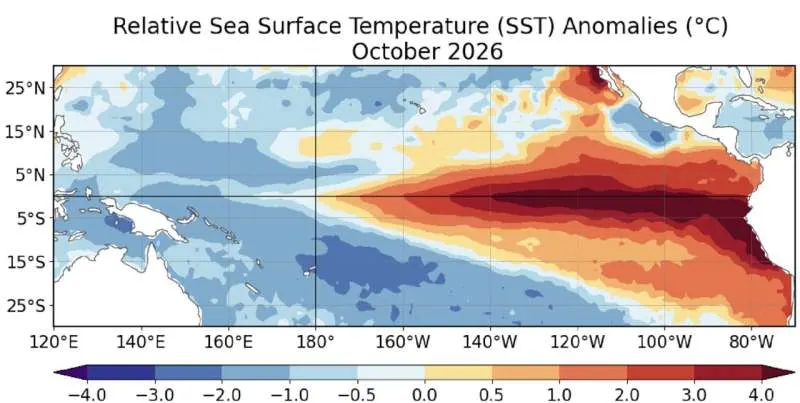 Relative Sea Surface Temperature (SST) Anomalies (°C)
October 2026
25°N
15°N
5°N
5°S
15°S
25°S
120°E 140°E 160°E 180° 160°W 140°W 120°W 100°W 80°W
−4.0 −3.0 −2.0 −1.0 −0.5 0.0 0.5 1.0 2.0 3.0 4.0